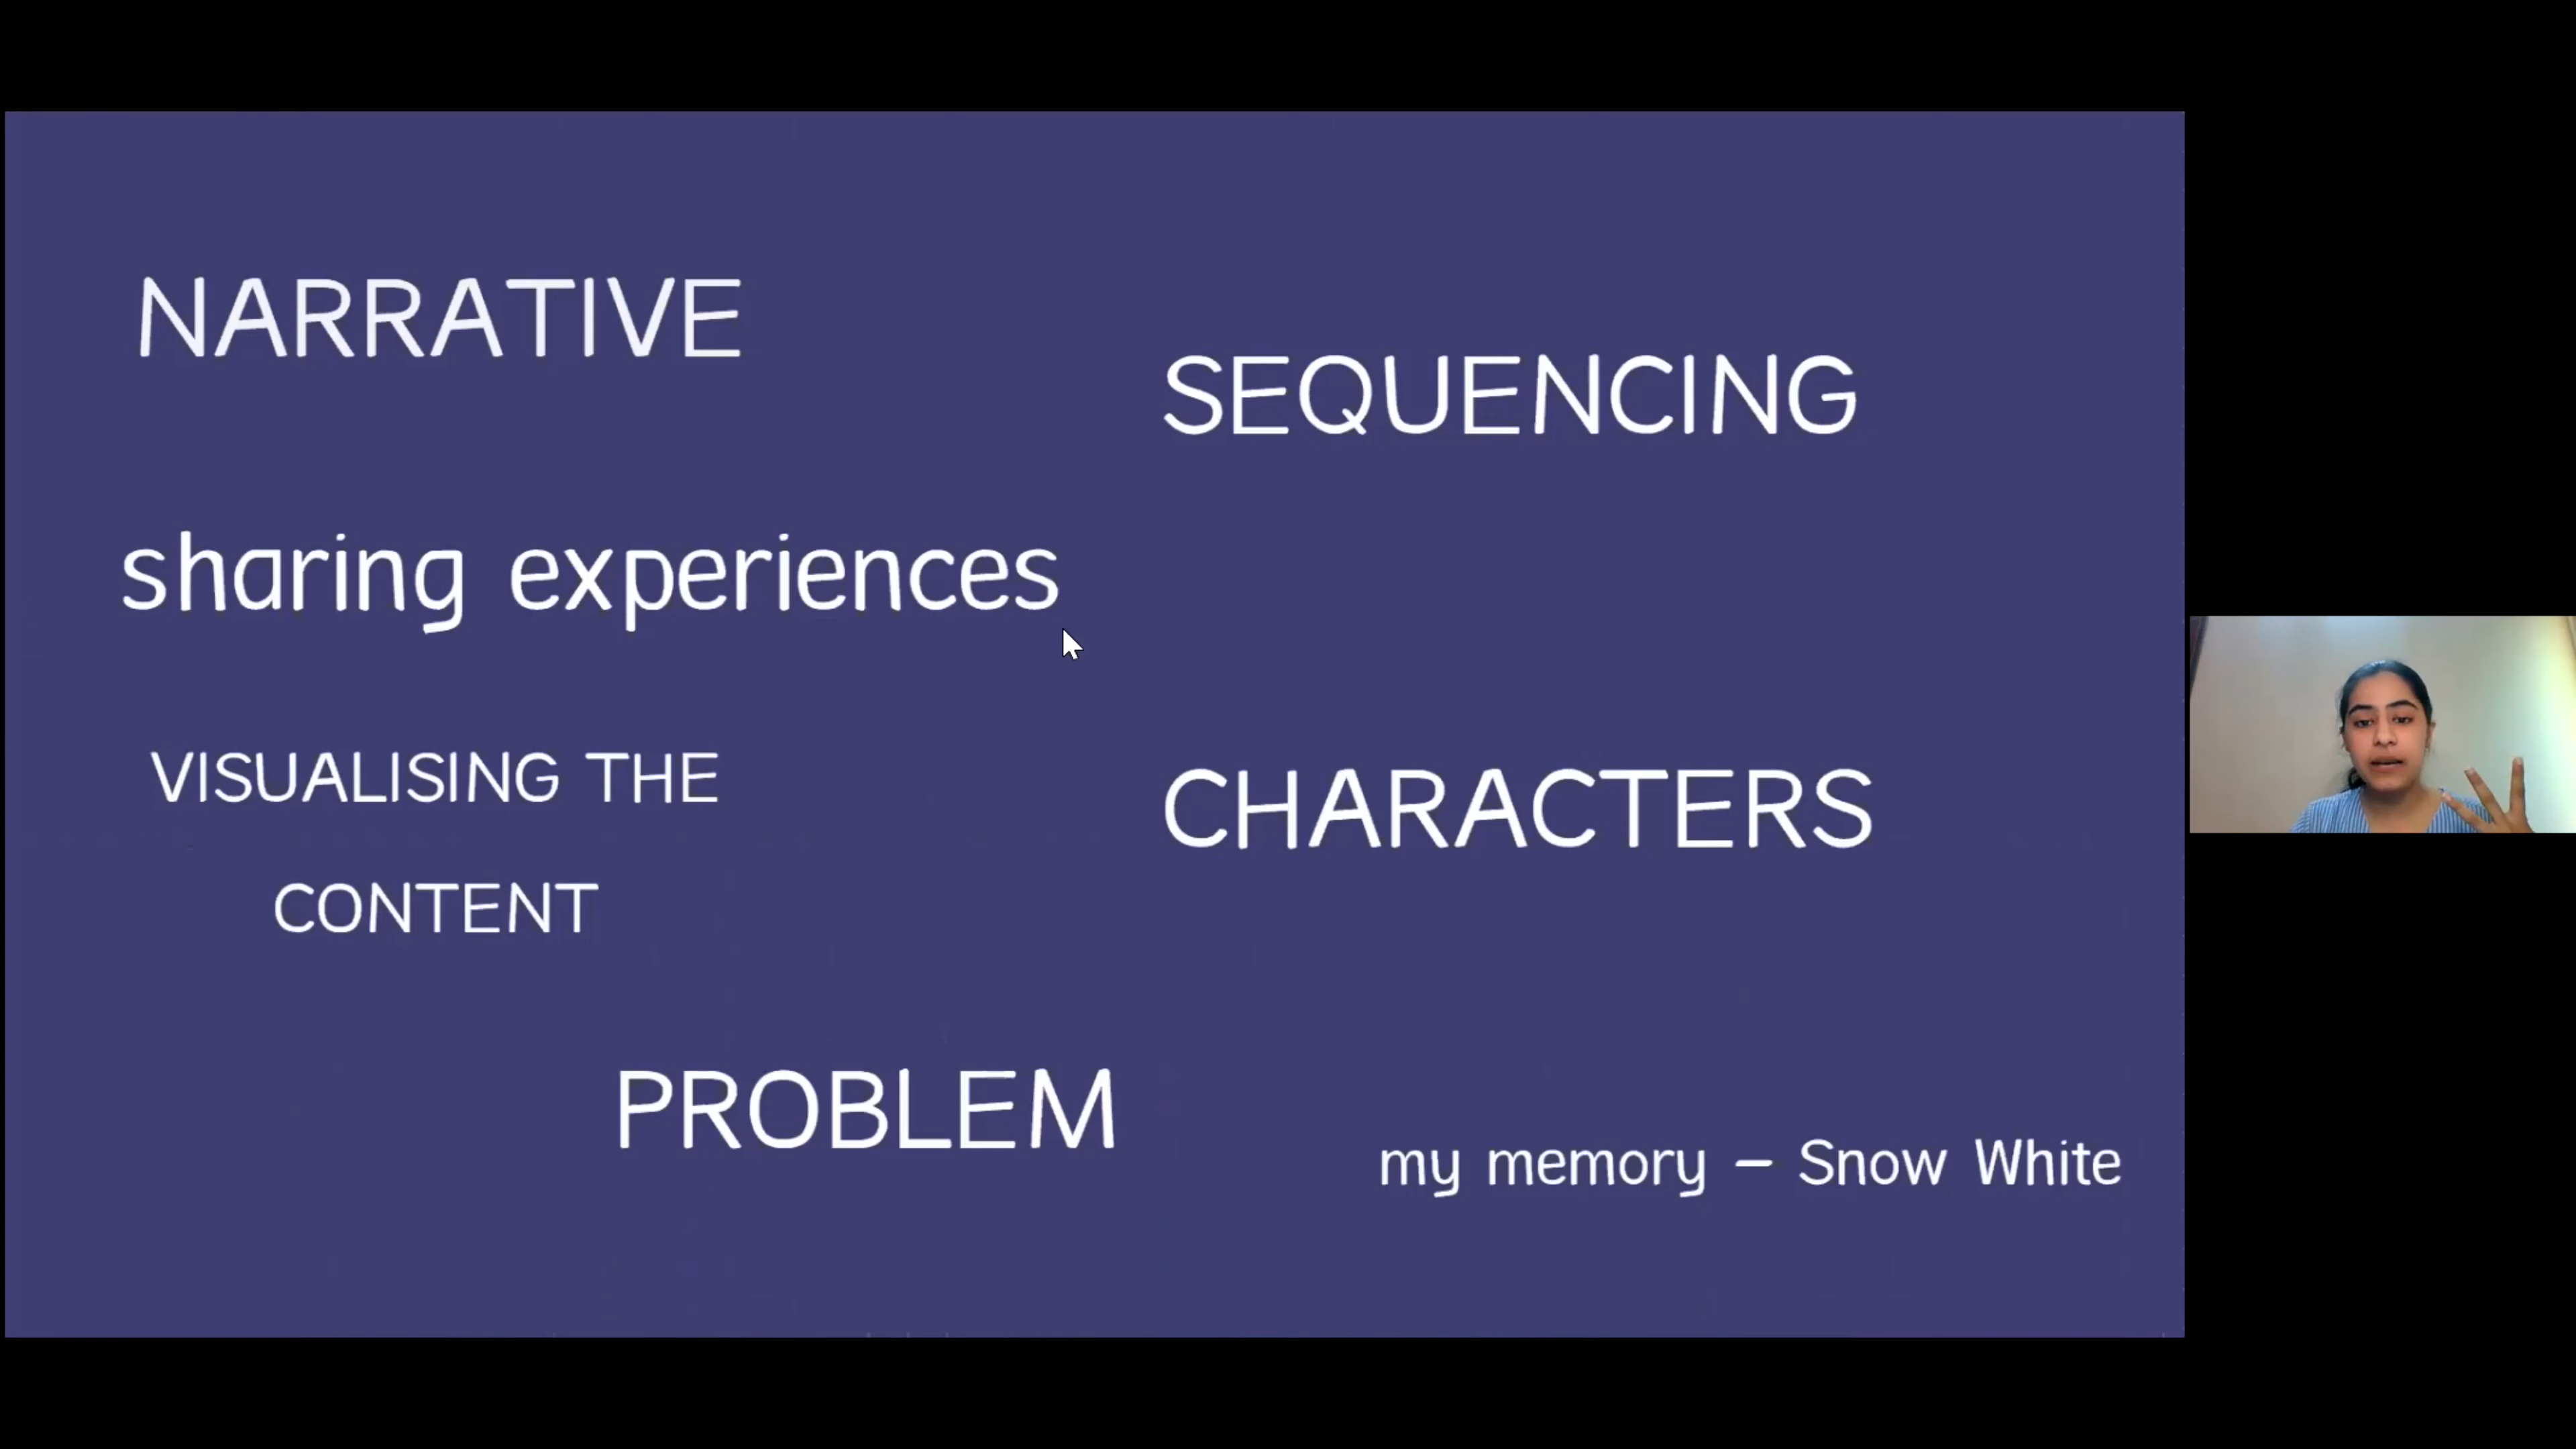 NARRATIVE
SEQUENCING
sharing experiences
VISUALISING THE
CONTENT
CHARACTERS
PROBLEM
my memory – Snow White